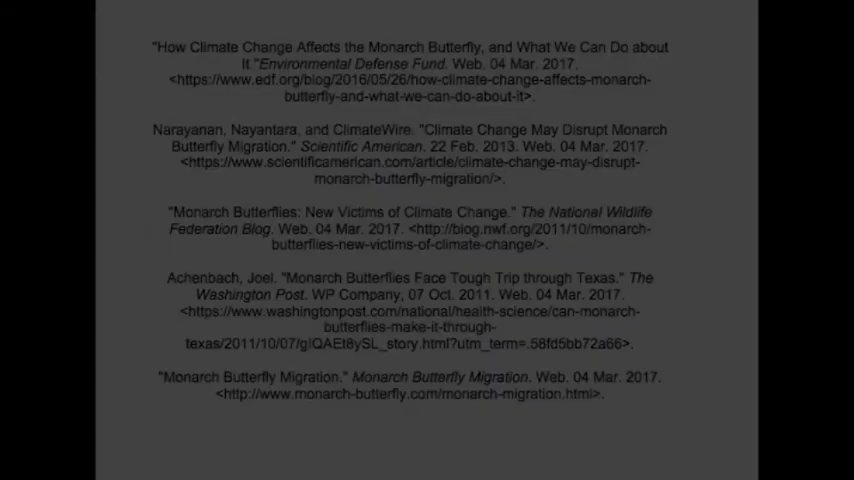 "How Climate Change Affects the Monarch Butterfly, and What We Can Do about
It "Environmental Defense Fund. Web. 04 Mar. 2017.
<https://www.edf.org/blog/2016/05/26/how-climate-change-affects-monarch-
butterfly-and-what-we-can-do-about-it>.
Narayanan, Nayantara, and ClimateWire. "Climate Change May Disrupt Monarch
Butterfly Migration." Scientific American. 22 Feb. 2013. Web. 04 Mar. 2017.
<https://www.scientificamerican.com/article/climate-change-may-disrupt-
monarch-butterfly-migration/>.
"Monarch Butterflies: New Victims of Climate Change." The National Wildlife
Federation Blog. Web. 04 Mar. 2017. <http://blog.nwf.org/2011/10/monarch-
butterflies-new-victims-of-climate-change/>.
Achenbach, Joel. "Monarch Butterflies Face Tough Trip through Texas." The
Washington Post. WP Company, 07 Oct. 2011. Web. 04 Mar. 2017.
<https://www.washingtonpost.com/national/health-science/can-monarch-
butterflies-make-it-through-
texas/2011/10/07/gIQAEt8ySL_story.html?utm_term=.58fd5bb72a66>.
"Monarch Butterfly Migration." Monarch Butterfly Migration. Web. 04 Mar. 2017.
<http://www.monarch-butterfly.com/monarch-migration.html>.